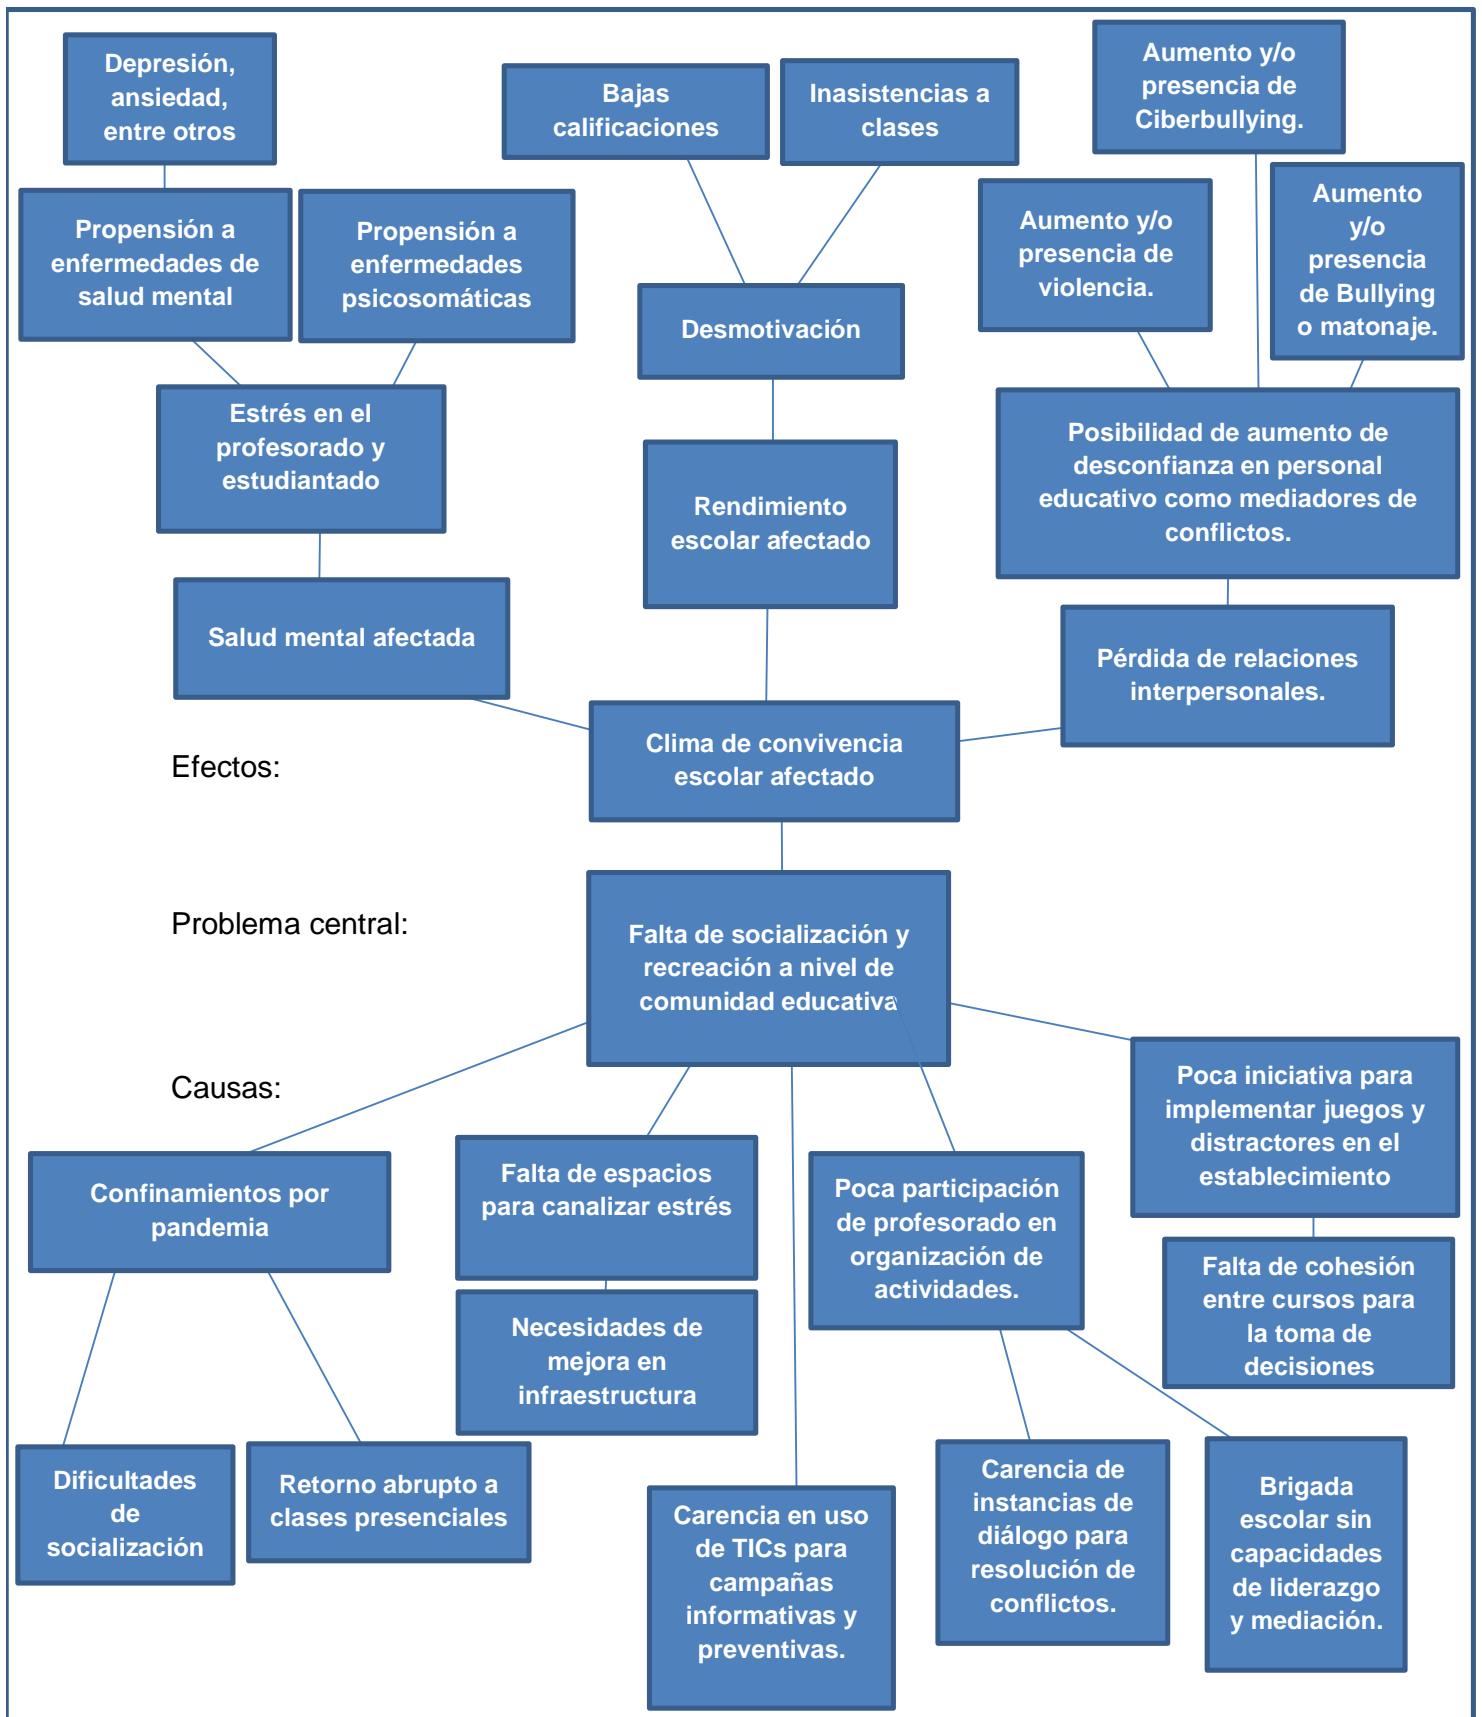 Depresión,
ansiedad,
entre otros
Bajas
calificaciones
Inasistencias a
clases
Aumento y/o
presencia de
Ciberbullying.
Propensión a
enfermedades de
salud mental
Propensión a
enfermedades
psicosomáticas
Aumento y/o
presencia de
violencia.
Aumento
y/o
presencia
de Bullying
o matonaje.
Desmotivación
Estrés en el
profesorado y
estudiantado
Rendimiento
escolar afectado
Posibilidad de aumento de
desconfianza en personal
educativo como mediadores de
conflictos.
Salud mental afectada
Pérdida de relaciones
interpersonales.
Efectos:
Clima de convivencia
escolar afectado
Problema central:
Falta de socialización y
recreación a nivel de
comunidad educativa
Causas:
Confinamientos por
pandemia
Falta de espacios
para canalizar estrés
Poca participación
de profesorado en
organización de
actividades.
Poca iniciativa para
implementar juegos y
distractores en el
establecimiento
Necesidades de
mejora en
infraestructura
Falta de cohesión
entre cursos para
la toma de
decisiones
Dificultades
de
socialización
Retorno abrupto a
clases presenciales
Carencia en uso
de TICs para
campañas
informativas y
preventivas.
Carencia de
instancias de
diálogo para
resolución de
conflictos.
Brigada
escolar sin
capacidades
de liderazgo
y mediación.